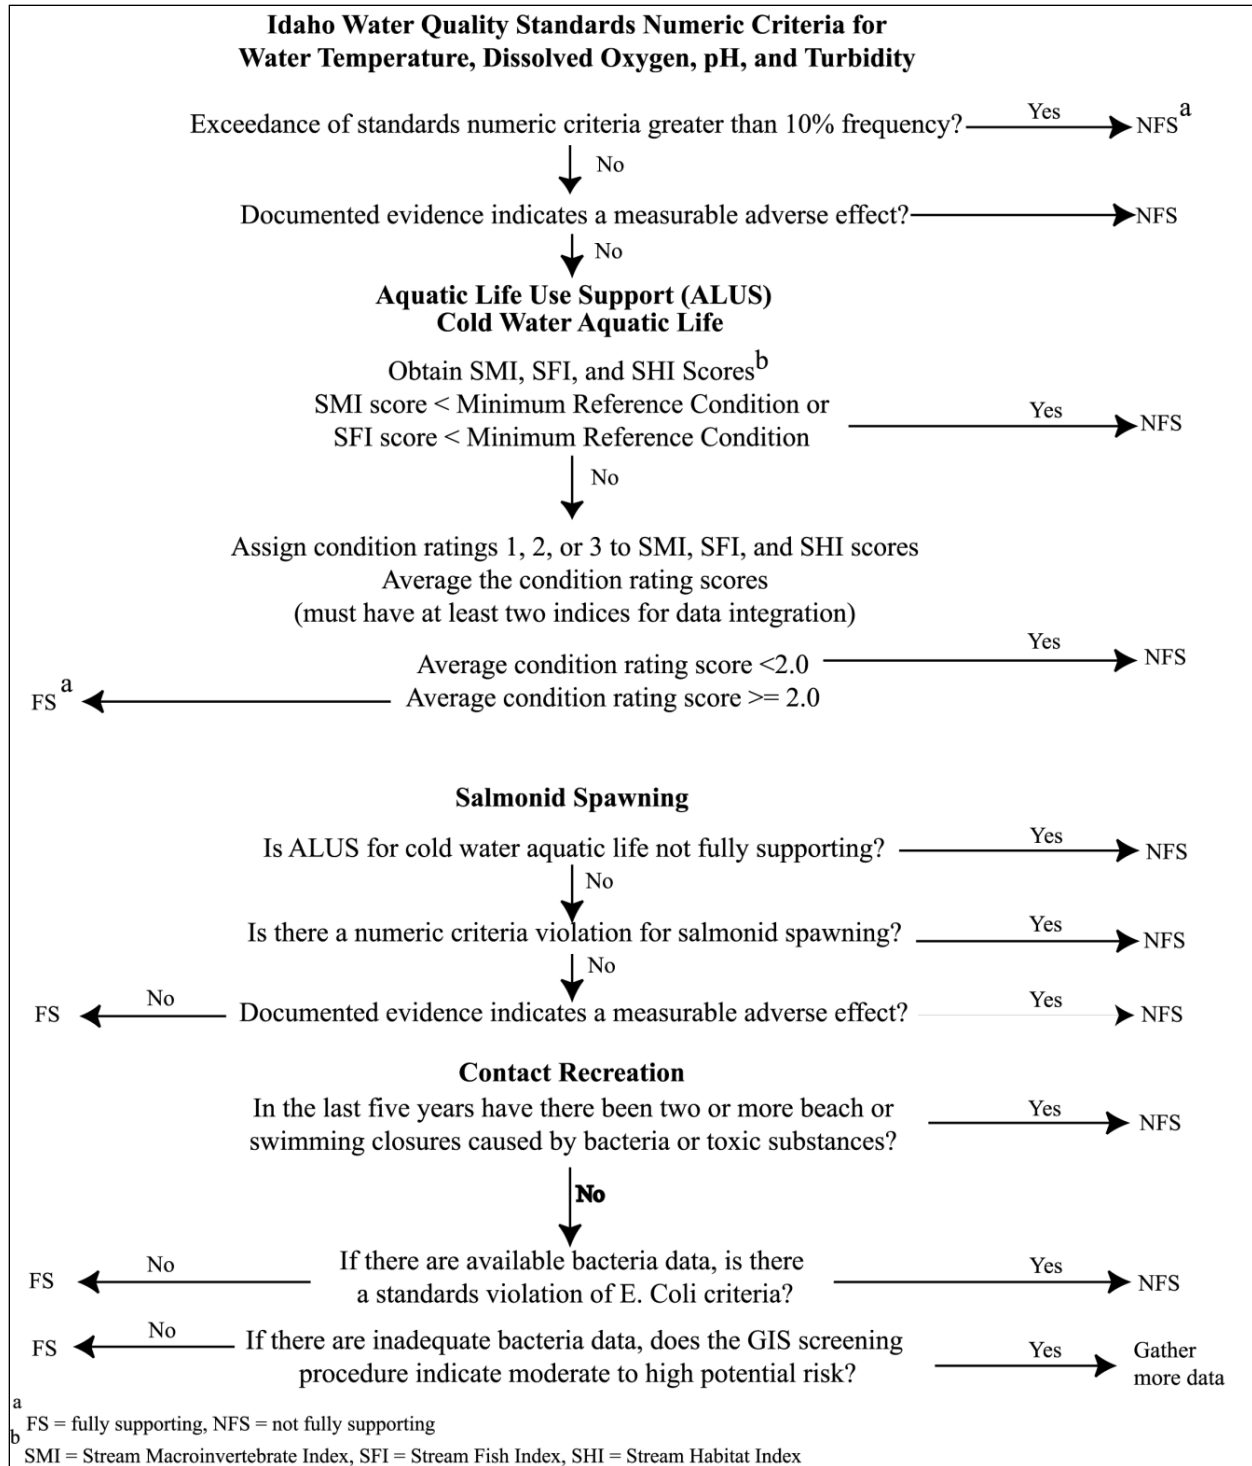 Idaho Water Quality Standards Numeric Criteria for
Water Temperature, Dissolved Oxygen, pH, and Turbidity
Exceedance of standards numeric criteria greater than 10% frequency? Yes NFS a
No
Documented evidence indicates a measurable adverse effect? NFS
No
Aquatic Life Use Support (ALUS)
Cold Water Aquatic Life
Obtain SMI, SFI, and SHI Scores b
SMI score < Minimum Reference Condition or
SFI score < Minimum Reference Condition
Yes NFS
No
Assign condition ratings 1, 2, or 3 to SMI, SFI, and SHI scores
Average the condition rating scores
(must have at least two indices for data integration)
Average condition rating score <2.0 Yes NFS
FS a Average condition rating score >= 2.0
Salmonid Spawning
Is ALUS for cold water aquatic life not fully supporting? Yes NFS
No
Is there a numeric criteria violation for salmonid spawning? Yes NFS
No
FS No Documented evidence indicates a measurable adverse effect? Yes NFS
Contact Recreation
In the last five years have there been two or more beach or
swimming closures caused by bacteria or toxic substances?
Yes NFS
No
If there are available bacteria data, is there
a standards violation of E. Coli criteria?
FS No Yes NFS
If there are inadequate bacteria data, does the GIS screening
procedure indicate moderate to high potential risk?
FS No Yes Gather
more data
a FS = fully supporting, NFS = not fully supporting
b SMI = Stream Macroinvertebrate Index, SFI = Stream Fish Index, SHI = Stream Habitat Index